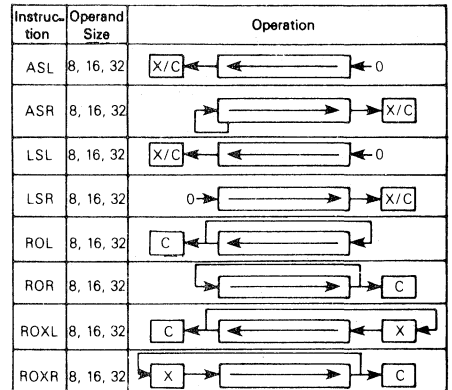 Instruc- Operand Operation
tion Size
ASL 8, 16, 32 X/C 0
ASR 8, 16, 32 X/C
LSL 8, 16, 32 X/C 0
LSR 8, 16, 32 0 X/C
ROL 8, 16, 32 C
ROR 8, 16, 32 C
ROXL 8, 16, 32 C X
ROXR 8, 16, 32 X C